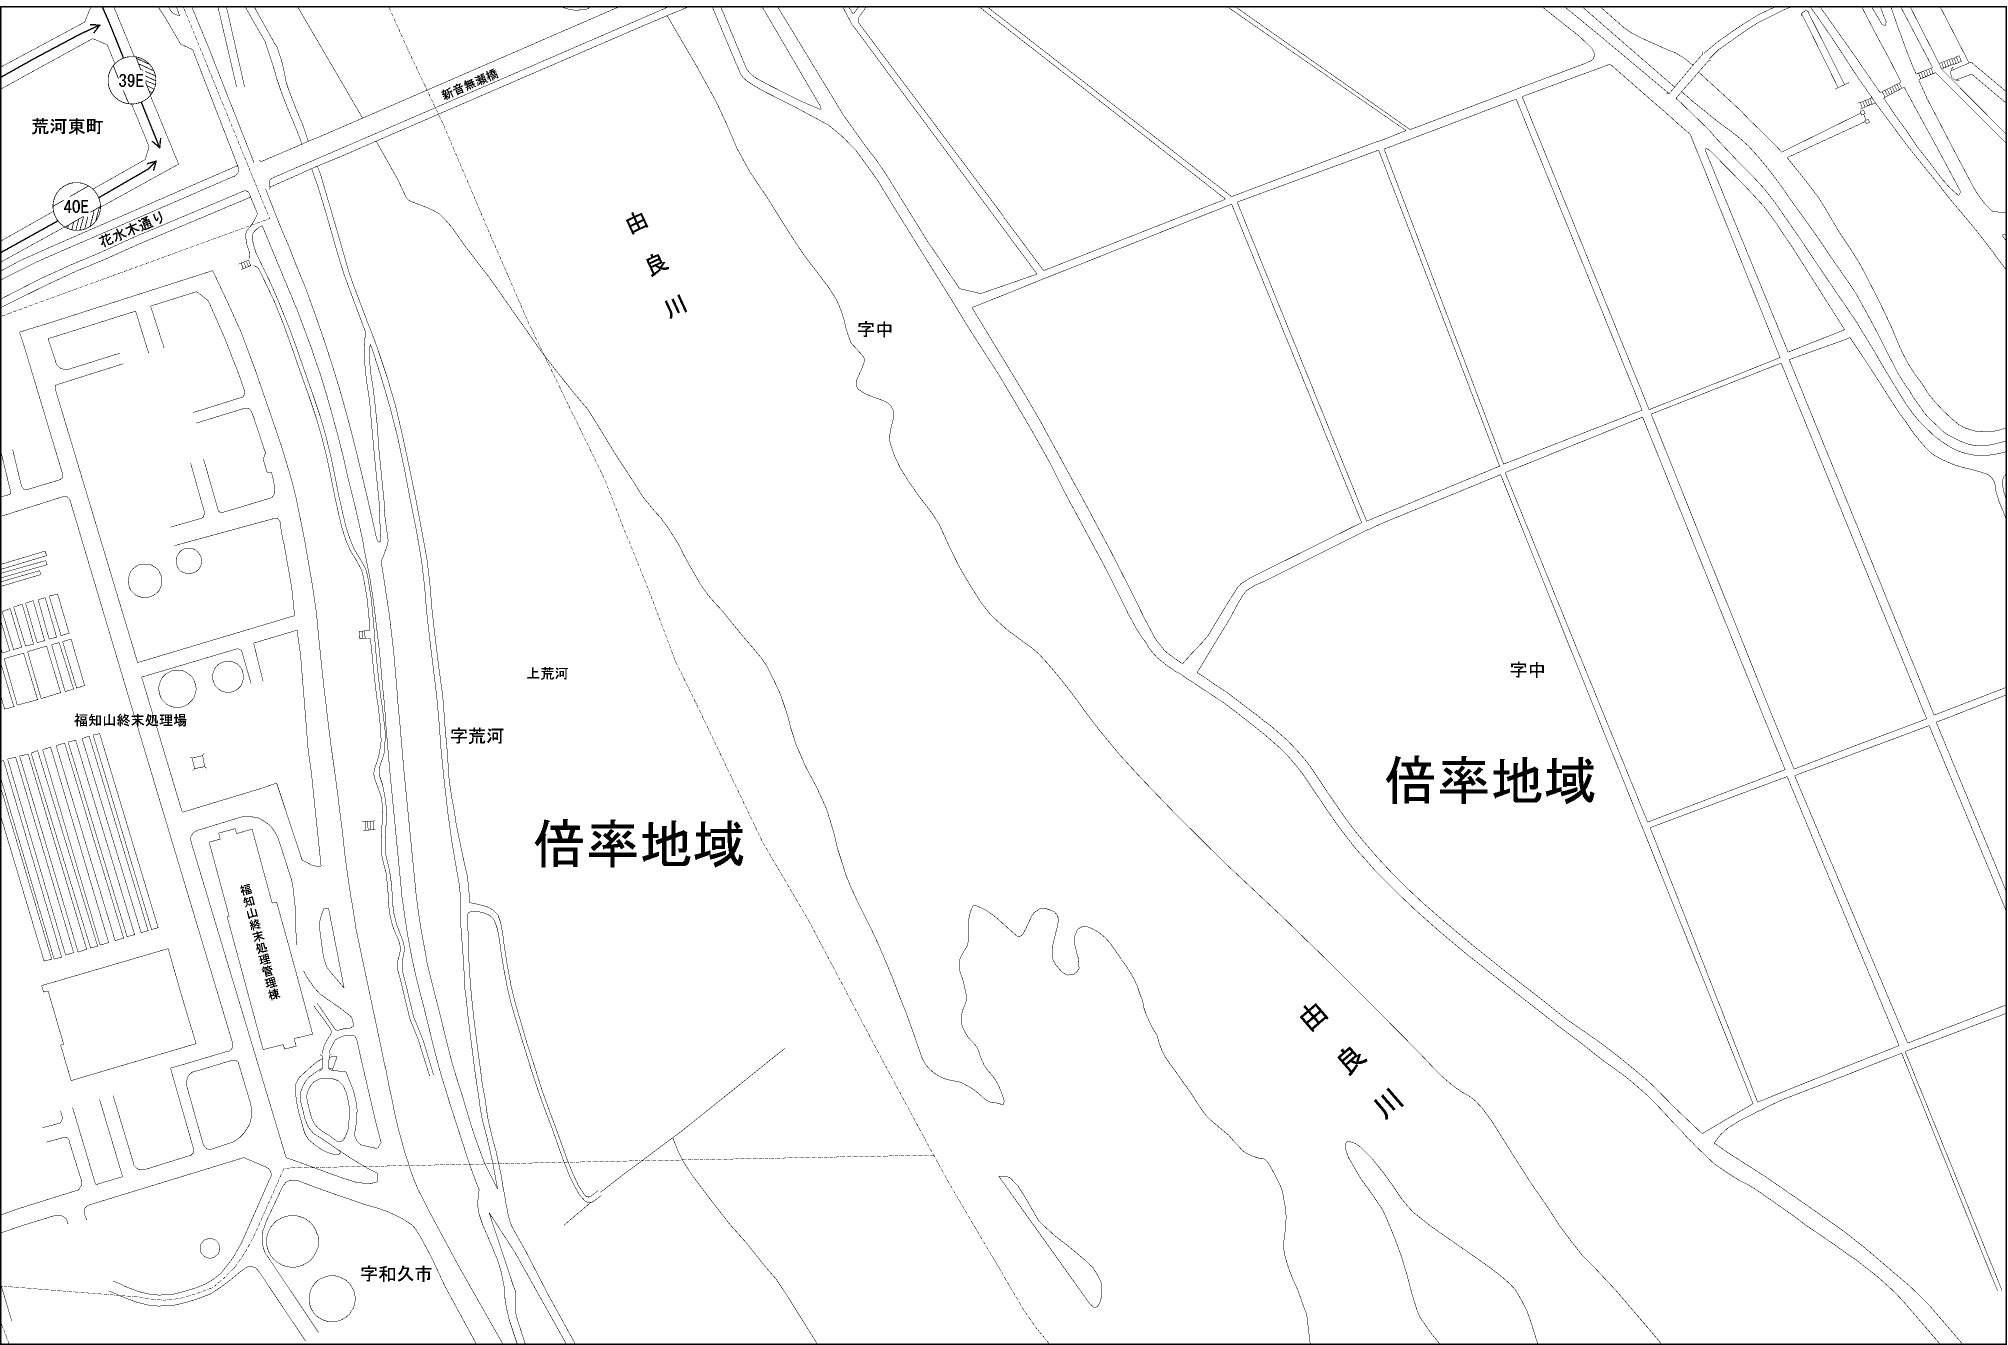 39E
新音無瀬橋
荒河東町
40E
花水木通り
由良川
字中
上荒河
字中
福知山終末処理場
字荒河
倍率地域
倍率地域
福知山終末処理管理棟
由良川
字和久市